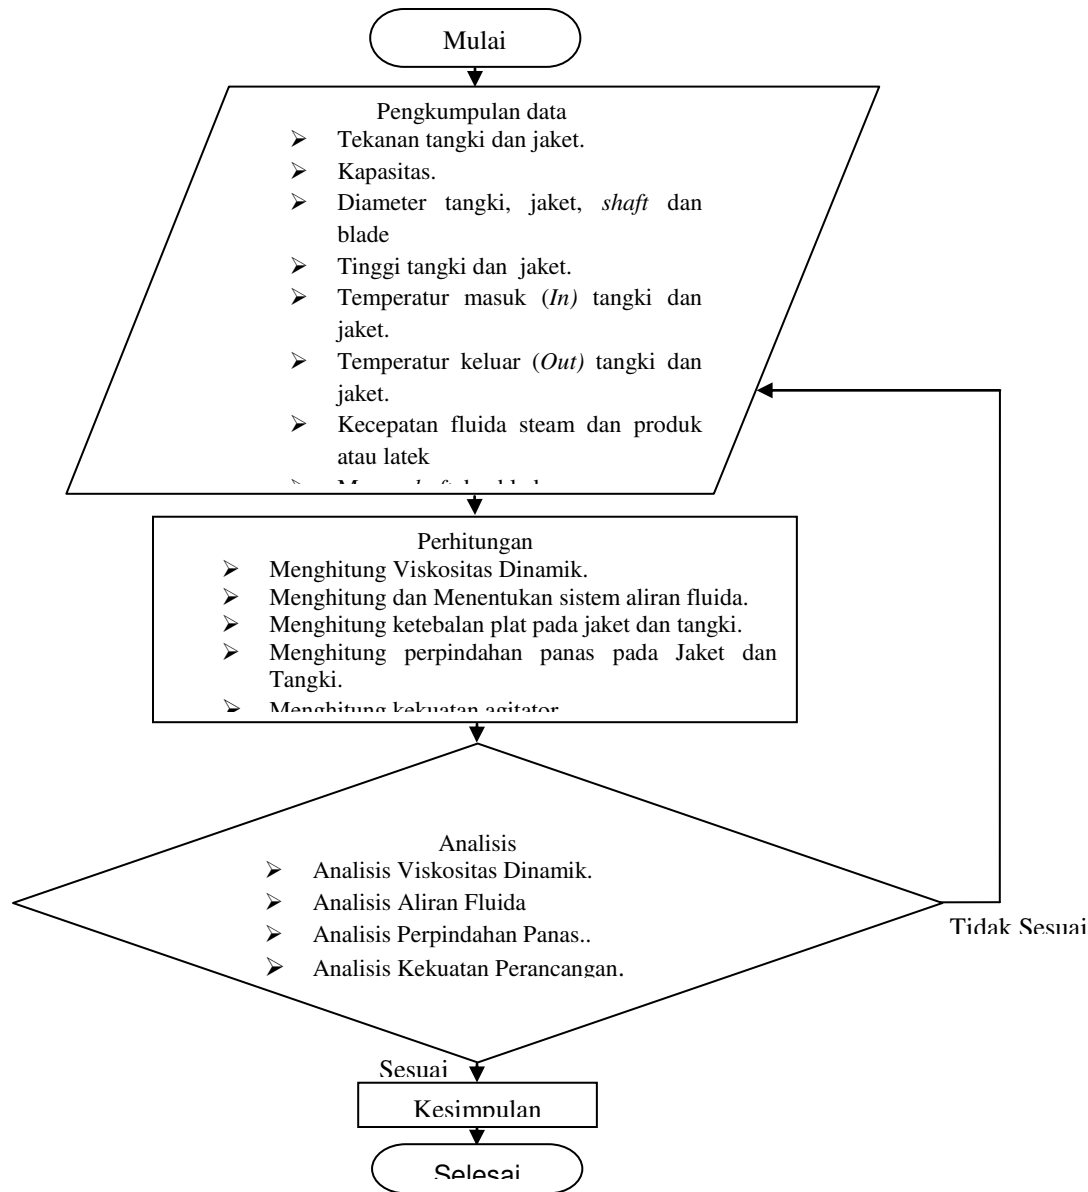 Mulai
Pengkumpulan data
➢ Tekanan tangki dan jaket.
➢ Kapasitas.
➢ Diameter tangki, jaket, shaft dan
blade
➢ Tinggi tangki dan jaket.
➢ Temperatur masuk (In) tangki dan
jaket.
➢ Temperatur keluar (Out) tangki dan
jaket.
➢ Kecepatan fluida steam dan produk
atau latek
Perhitungan
➢ Menghitung Viskositas Dinamik.
➢ Menghitung dan Menentukan sistem aliran fluida.
➢ Menghitung ketebalan plat pada jaket dan tangki.
➢ Menghitung perpindahan panas pada Jaket dan
Tangki.
➢ Menghitung kekuatan agitator
Analisis
➢ Analisis Viskositas Dinamik.
➢ Analisis Aliran Fluida
➢ Analisis Perpindahan Panas..
➢ Analisis Kekuatan Perancangan.
Tidak Sesuai
Sesuai
Kesimpulan
Selesai